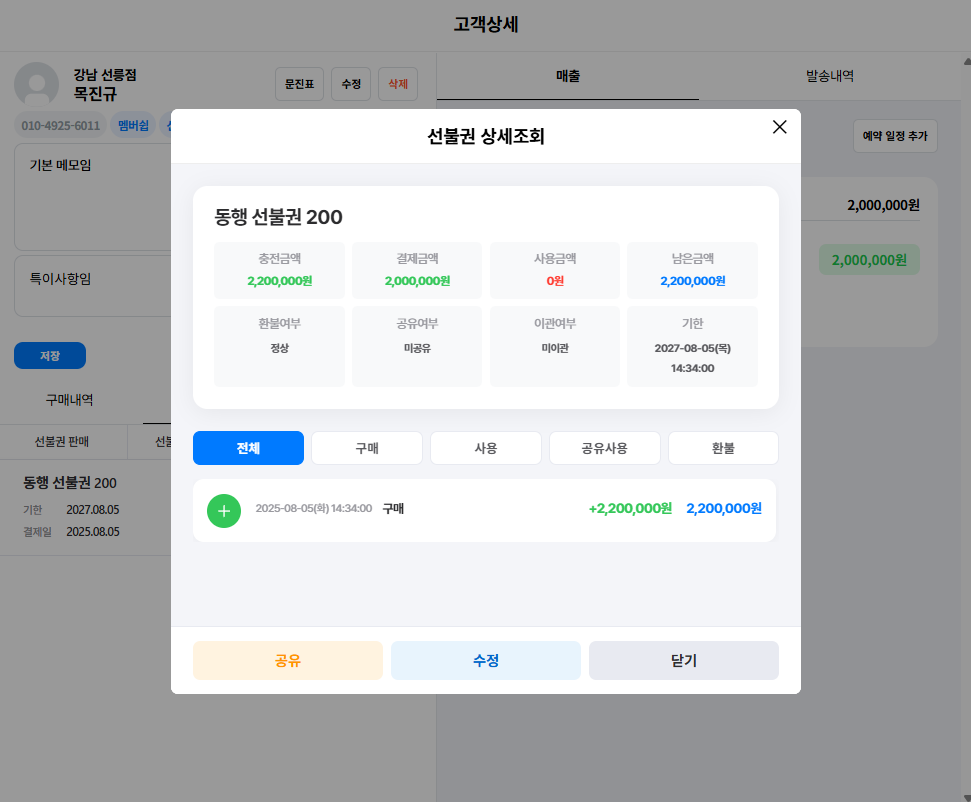 고객상세
강남 선릉점
목진규
문진표
수정
삭제
매출
발송내역
010-4925-6011
멤버쉽
기본 메모임
특이사항임
저장
구매내역
선불권 판매
동행 선불권 200
기한 2027.08.05
결제일 2025.08.05
예약 일정 추가
2,000,000원
2,000,000원
선불권 상세조회
동행 선불권 200
충전금액 결제금액 사용금액 남은금액
2,200,000원 2,000,000원 0원 2,200,000원
환불여부 공유여부 이관여부 기한
정상 미공유 미이관 2027-08-05(목)
14:34:00
전체 구매 사용 공유사용 환불
2025-08-05(화) 14:34:00 구매 +2,200,000원 2,200,000원
공유 수정 닫기